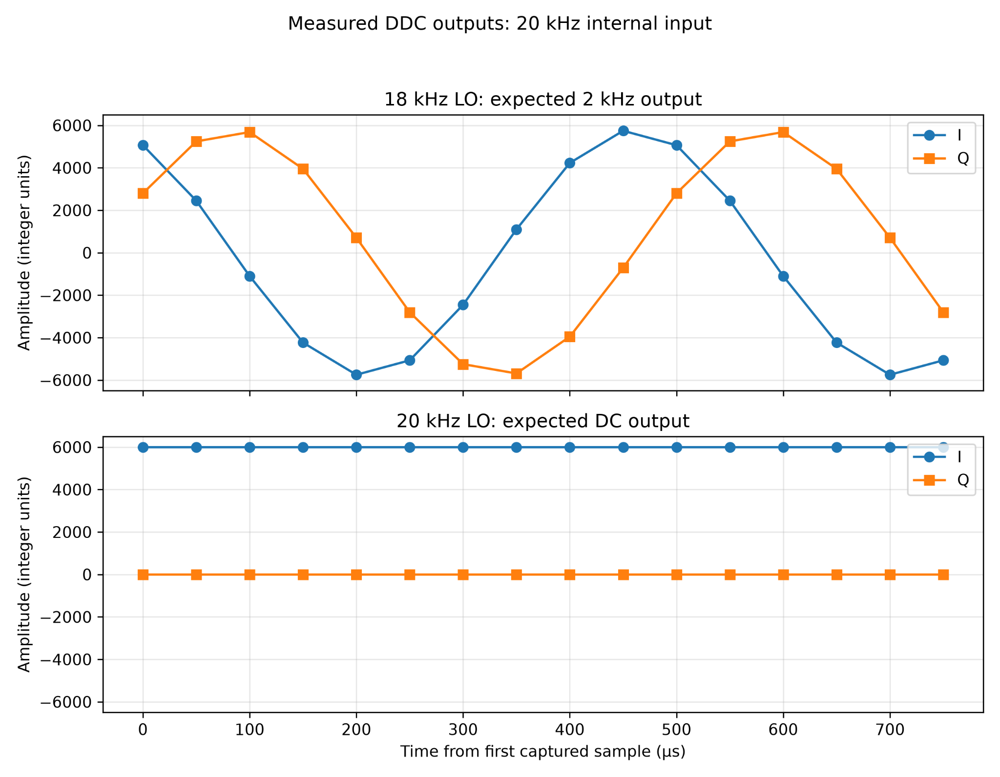 Measured DDC outputs: 20 kHz internal input
18 kHz LO: expected 2 kHz output
Amplitude (integer units)
6000
4000
2000
0
−2000
−4000
−6000
I
Q
20 kHz LO: expected DC output
Amplitude (integer units)
6000
4000
2000
0
−2000
−4000
−6000
I
Q
0 100 200 300 400 500 600 700
Time from first captured sample (μs)